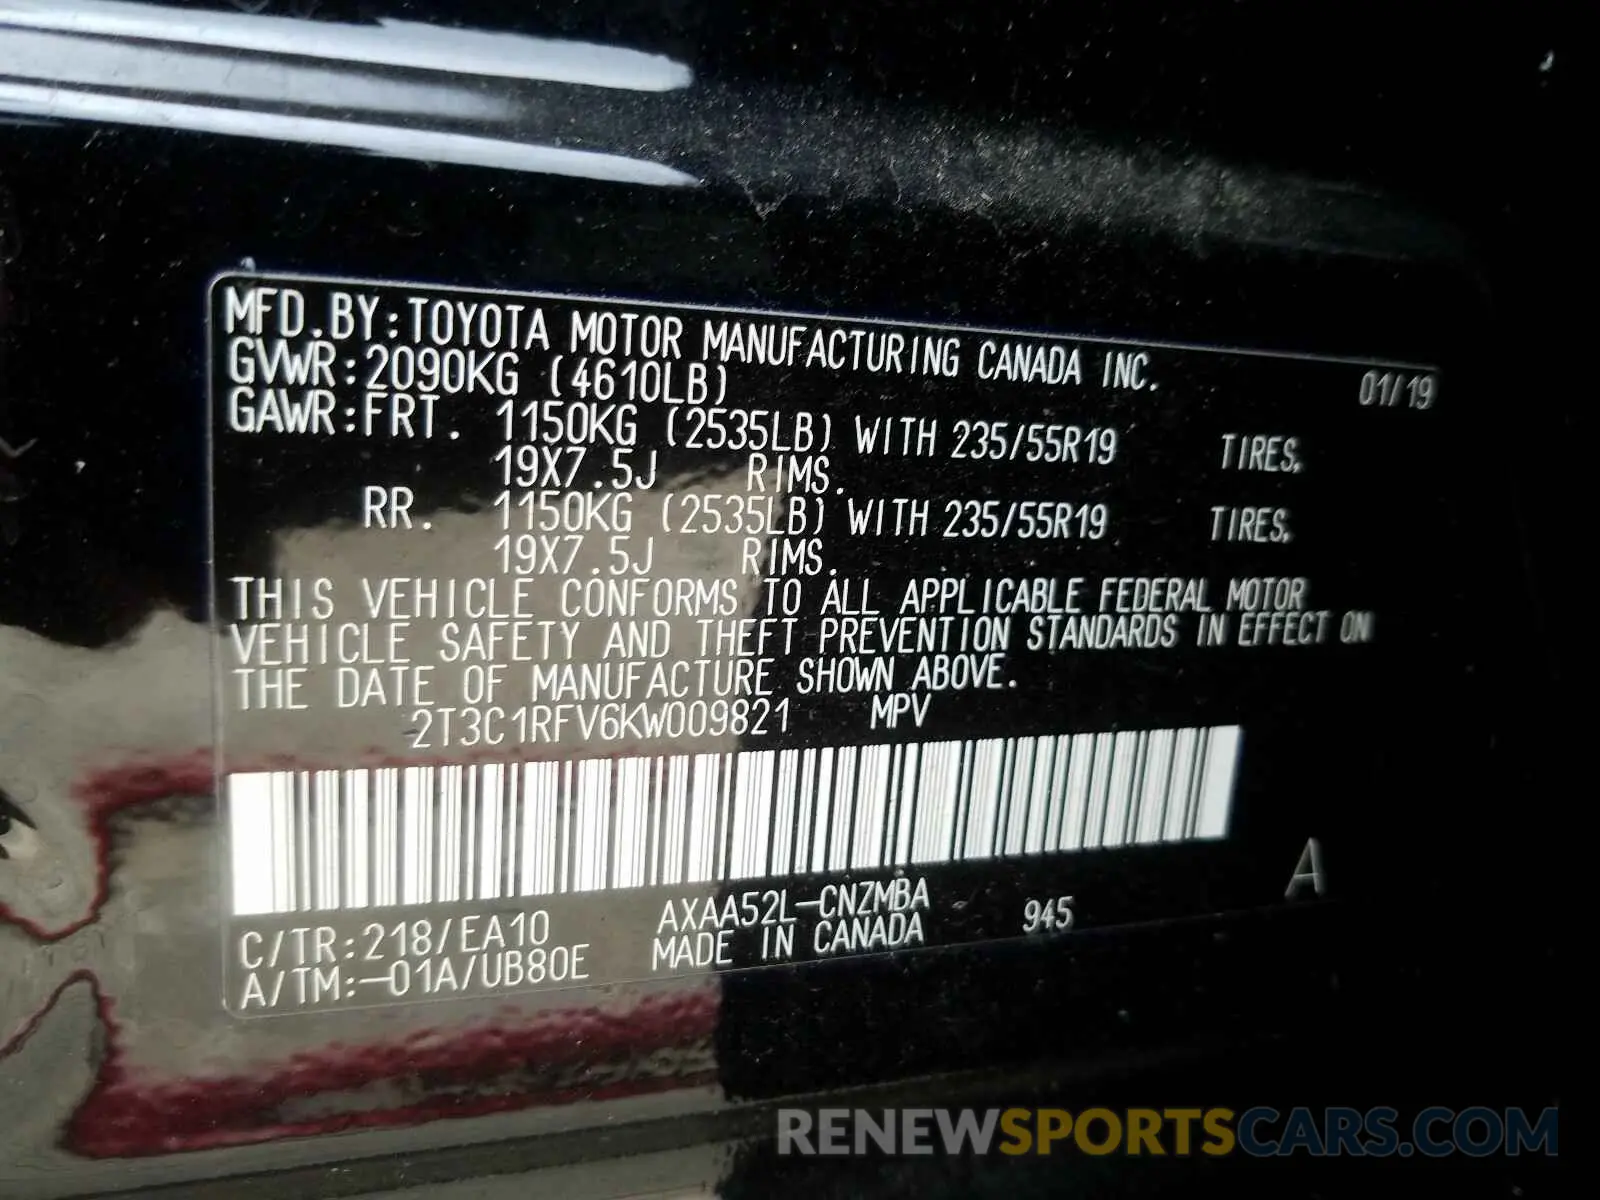 MFD.BY:TOYOTA MOTOR MANUFACTURING CANADA INC. 01/19
GVWR:2090KG (4610LB)
GAWR:FRT. 1150KG (2535LB) WITH 235/55R19 TIRES,
19X7.5J RIMS.
RR. 1150KG (2535LB) WITH 235/55R19 TIRES,
19X7.5J RIMS.
THIS VEHICLE CONFORMS TO ALL APPLICABLE FEDERAL MOTOR
VEHICLE SAFETY AND THEFT PREVENTION STANDARDS IN EFFECT ON
THE DATE OF MANUFACTURE SHOWN ABOVE.
2T3C1RFV6KW009821 MPV
A
C/TR:218/EA10 AXAA52L-CNZMBA 945
A/TM:-01A/UB80E MADE IN CANADA
RENEWSPORTSCARS.COM